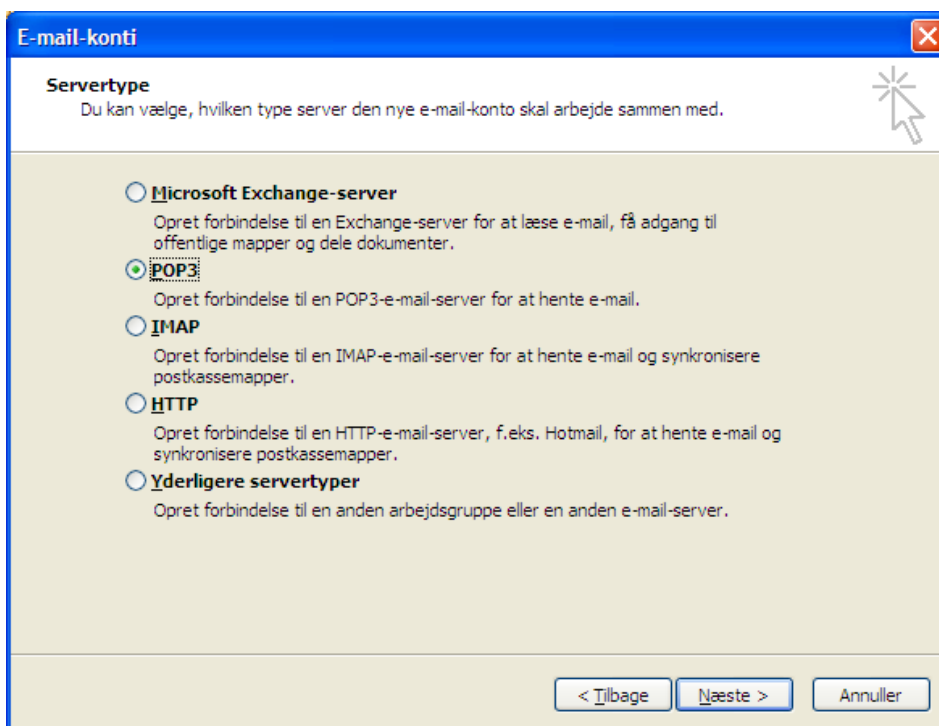 E-mail-konti
Servertype
Du kan vælge, hvilken type server den nye e-mail-konto skal arbejde sammen med.
Microsoft Exchange-server
Opret forbindelse til en Exchange-server for at læse e-mail, få adgang til
offentlige mapper og dele dokumenter.
POP3
Opret forbindelse til en POP3-e-mail-server for at hente e-mail.
IMAP
Opret forbindelse til en IMAP-e-mail-server for at hente e-mail og synkronisere
postkassemapper.
HTTP
Opret forbindelse til en HTTP-e-mail-server, f.eks. Hotmail, for at hente e-mail og
synkronisere postkassemapper.
Yderligere servertyper
Opret forbindelse til en anden arbejdsgruppe eller en anden e-mail-server.
< Tilbage Næste > Annuller